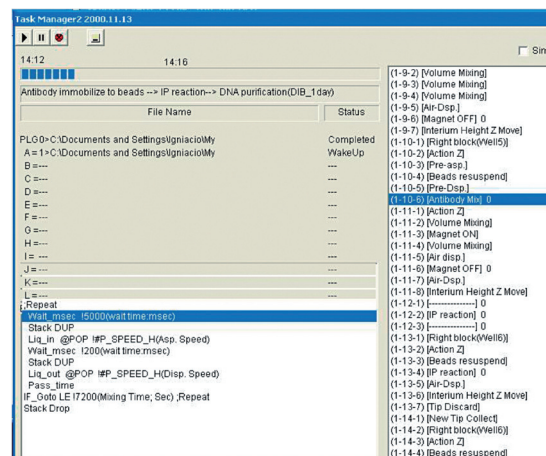 Task Manager2 2000.11.13
Sin
14:12
14:16
Antibody immobilize to beads --> IP reaction--> DNA purification(DIB_1day)
File Name Status
PLG0>C:\Documents and Settings\Igniacio\My Completed
A=1>C:\Documents and Settings\Igniacio\My WakeUp
B=--- ---
C=--- ---
D=--- ---
E=--- ---
F=--- ---
G=--- ---
H=--- ---
I=--- ---
J=--- ---
K=--- ---
L=--- ---
;Repeat
Wait_msec !5000(wait time:msec)
Stack DUP
Liq_in @POP !#P_SPEED_H(Asp. Speed)
Wait_msec !200(wait time:msec)
Stack DUP
Liq_out @POP !#P_SPEED_H(Disp. Speed)
Pass_time
IF_Goto LE !7200(Mixing Time; Sec) ;Repeat
Stack Drop
(1-9-2) [Volume Mixing]
(1-9-3) [Volume Mixing]
(1-9-4) [Volume Mixing]
(1-9-5) [Air-Dsp.]
(1-9-6) [Magnet OFF] 0
(1-9-7) [Interium Height Z Move]
(1-10-1) [Right block(Well5)]
(1-10-2) [Action Z]
(1-10-3) [Pre-asp.]
(1-10-4) [Beads resuspend]
(1-10-5) [Pre-Dsp.]
(1-10-6) [Antibody Mix] 0
(1-11-1) [Action Z]
(1-11-2) [Volume Mixing]
(1-11-3) [Magnet ON]
(1-11-4) [Volume Mixing]
(1-11-5) [Air disp.]
(1-11-6) [Magnet OFF] 0
(1-11-7) [Air-Dsp.]
(1-11-8) [Interium Height Z Move]
(1-12-1) [---------------] 0
(1-12-2) [IP reaction] 0
(1-12-3) [---------------] 0
(1-13-1) [Right block(Well6)]
(1-13-2) [Action Z]
(1-13-3) [Beads resuspend]
(1-13-4) [IP reaction] 0
(1-13-5) [Air-Dsp.]
(1-13-6) [Interium Height Z Move]
(1-13-7) [Tip Discard]
(1-14-1) [New Tip Collect]
(1-14-2) [Right block(Well6)]
(1-14-3) [Action Z]
(1-14-4) [Beads resuspend]